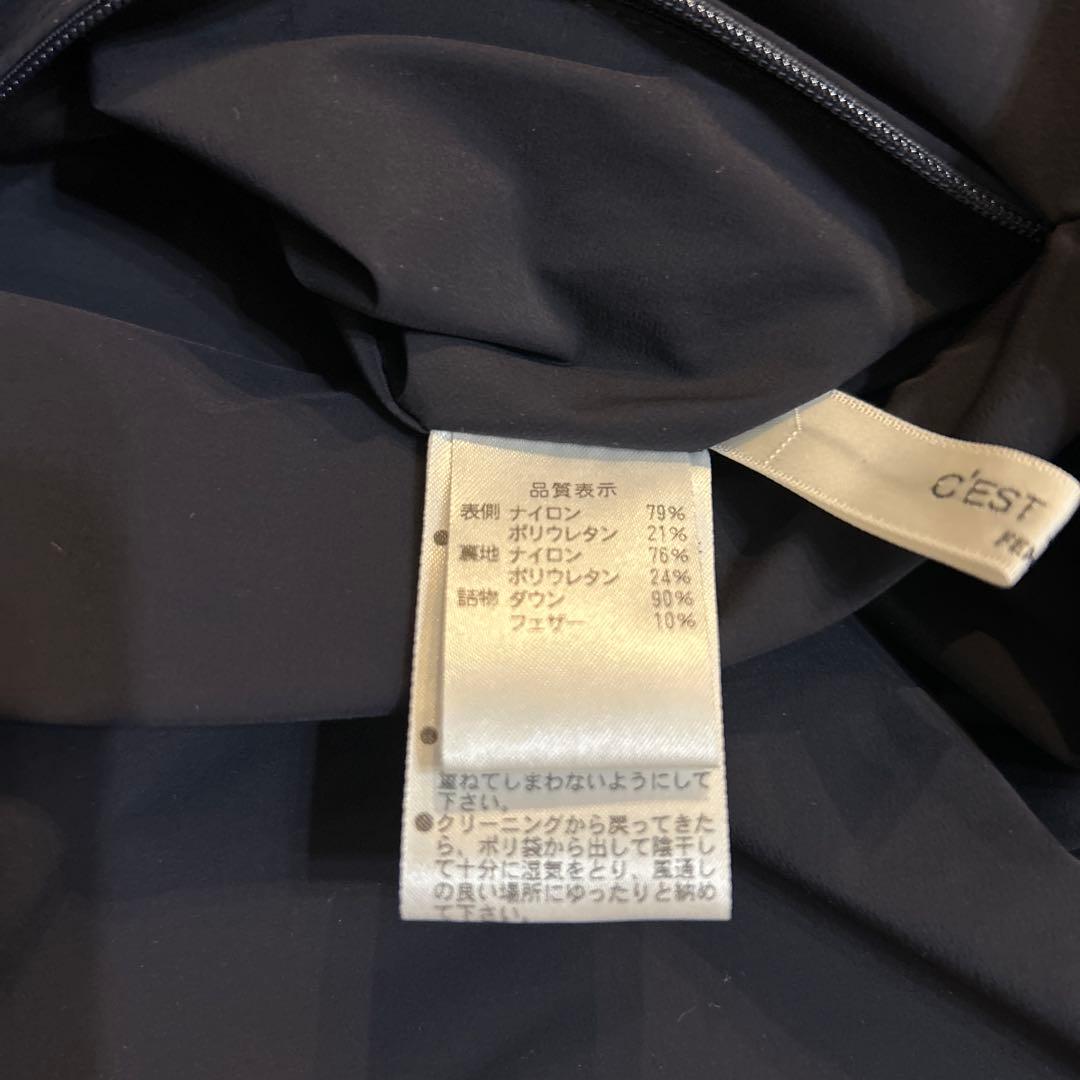 品質表示
表側 ナイロン 79%
ポリウレタン 21%
裏地 ナイロン 76%
ポリウレタン 24%
詰物 ダウン 90%
フェザー 10%
重ねてしまわないようにして
下さい。
●クリーニングから戻ってきた
ら、ポリ袋から出して陰干し
て十分に湿気をとり、風通し
の良い場所にゆったりと納め
て下さい。
C'EST